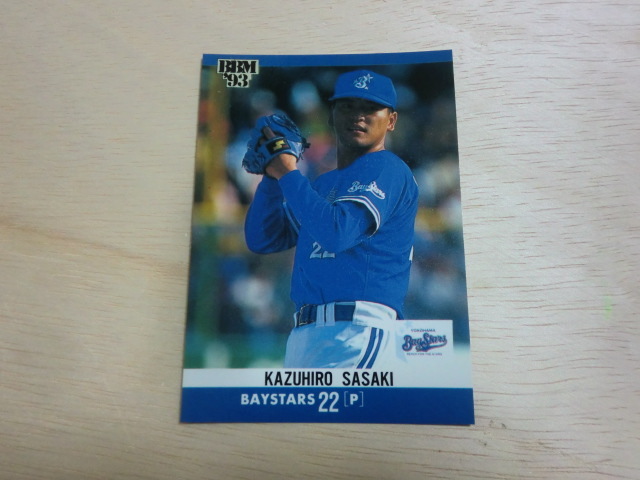 BBM
'93
BayStars
22
YOKOHAMA
BayStars
KAZUHIRO SASAKI
BAYSTARS 22 [P]